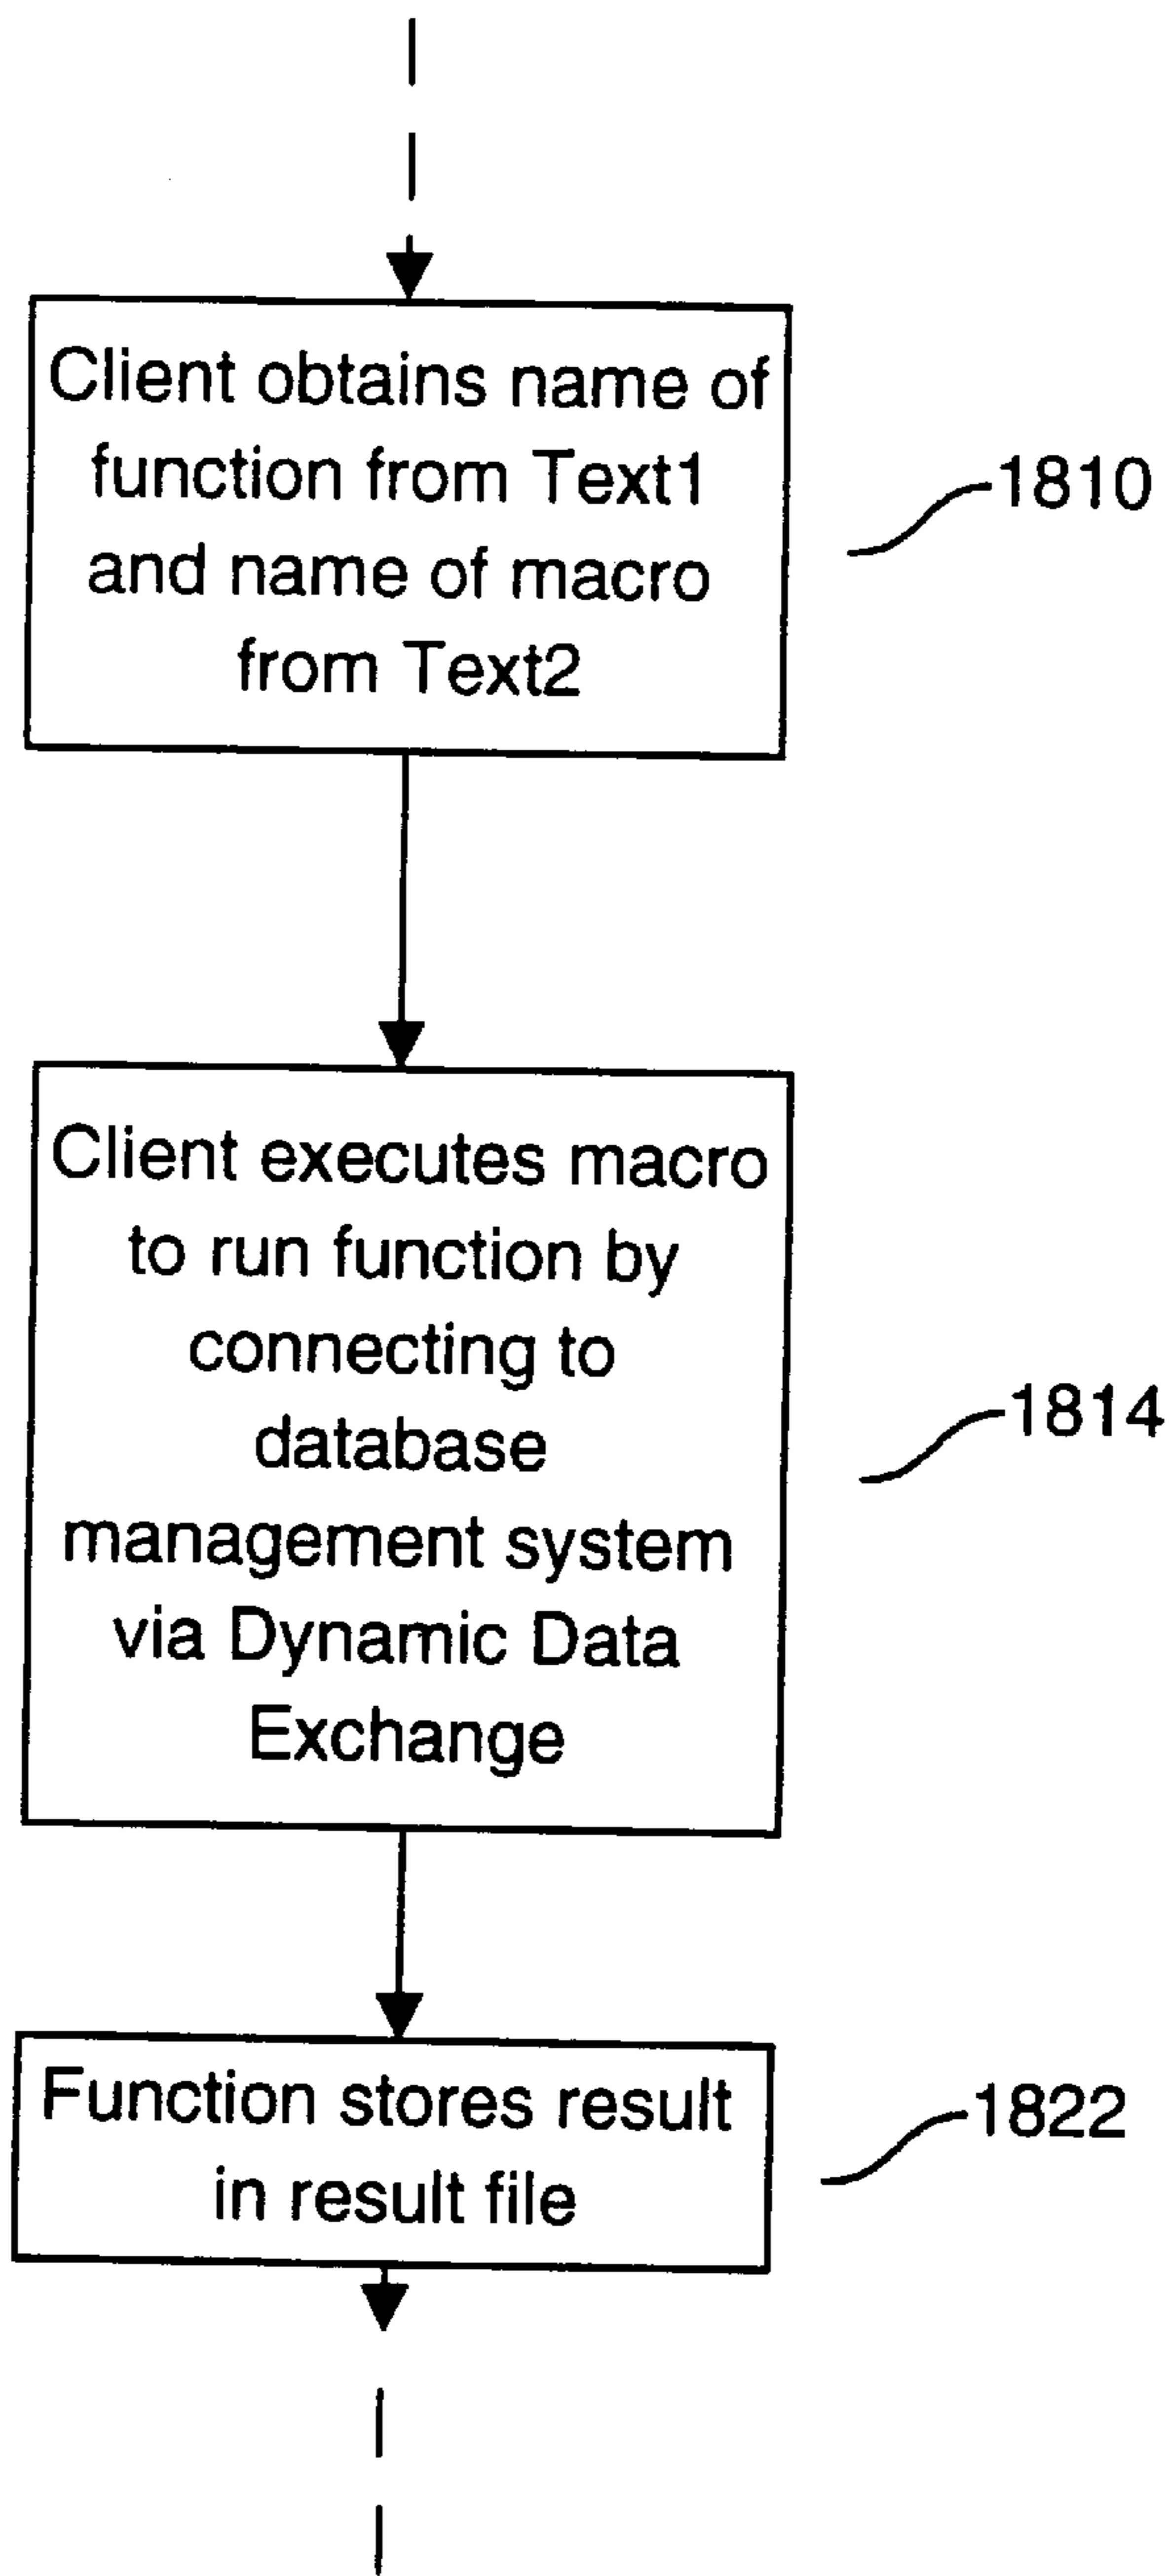 Client obtains name of
function from Text1
and name of macro
from Text2
1810
Client executes macro
to run function by
connecting to
database
management system
via Dynamic Data
Exchange
1814
Function stores result
in result file
1822